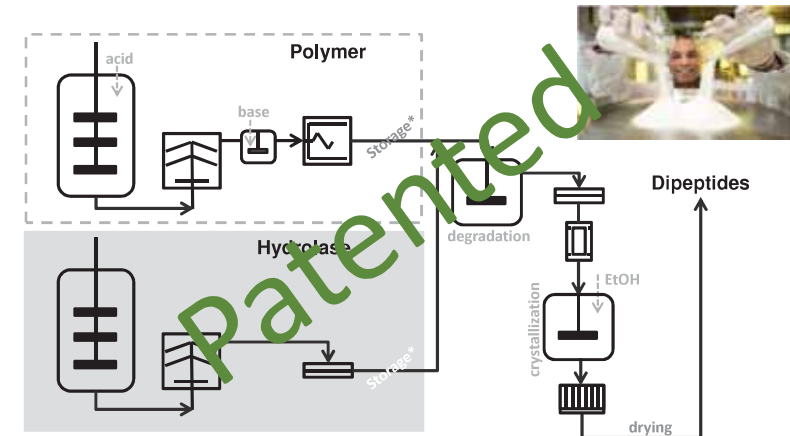 Polymer
acid
base
Storage*
Patented
Dipeptides
degradation
Hydrolase
EtOH
crystallization
Storage*
drying